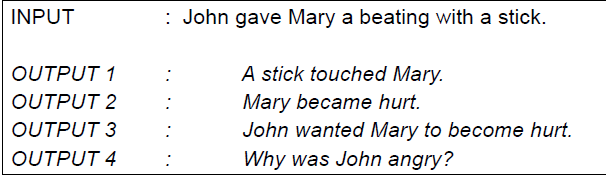 INPUT : John gave Mary a beating with a stick.
OUTPUT 1 : A stick touched Mary.
OUTPUT 2 : Mary became hurt.
OUTPUT 3 : John wanted Mary to become hurt.
OUTPUT 4 : Why was John angry?